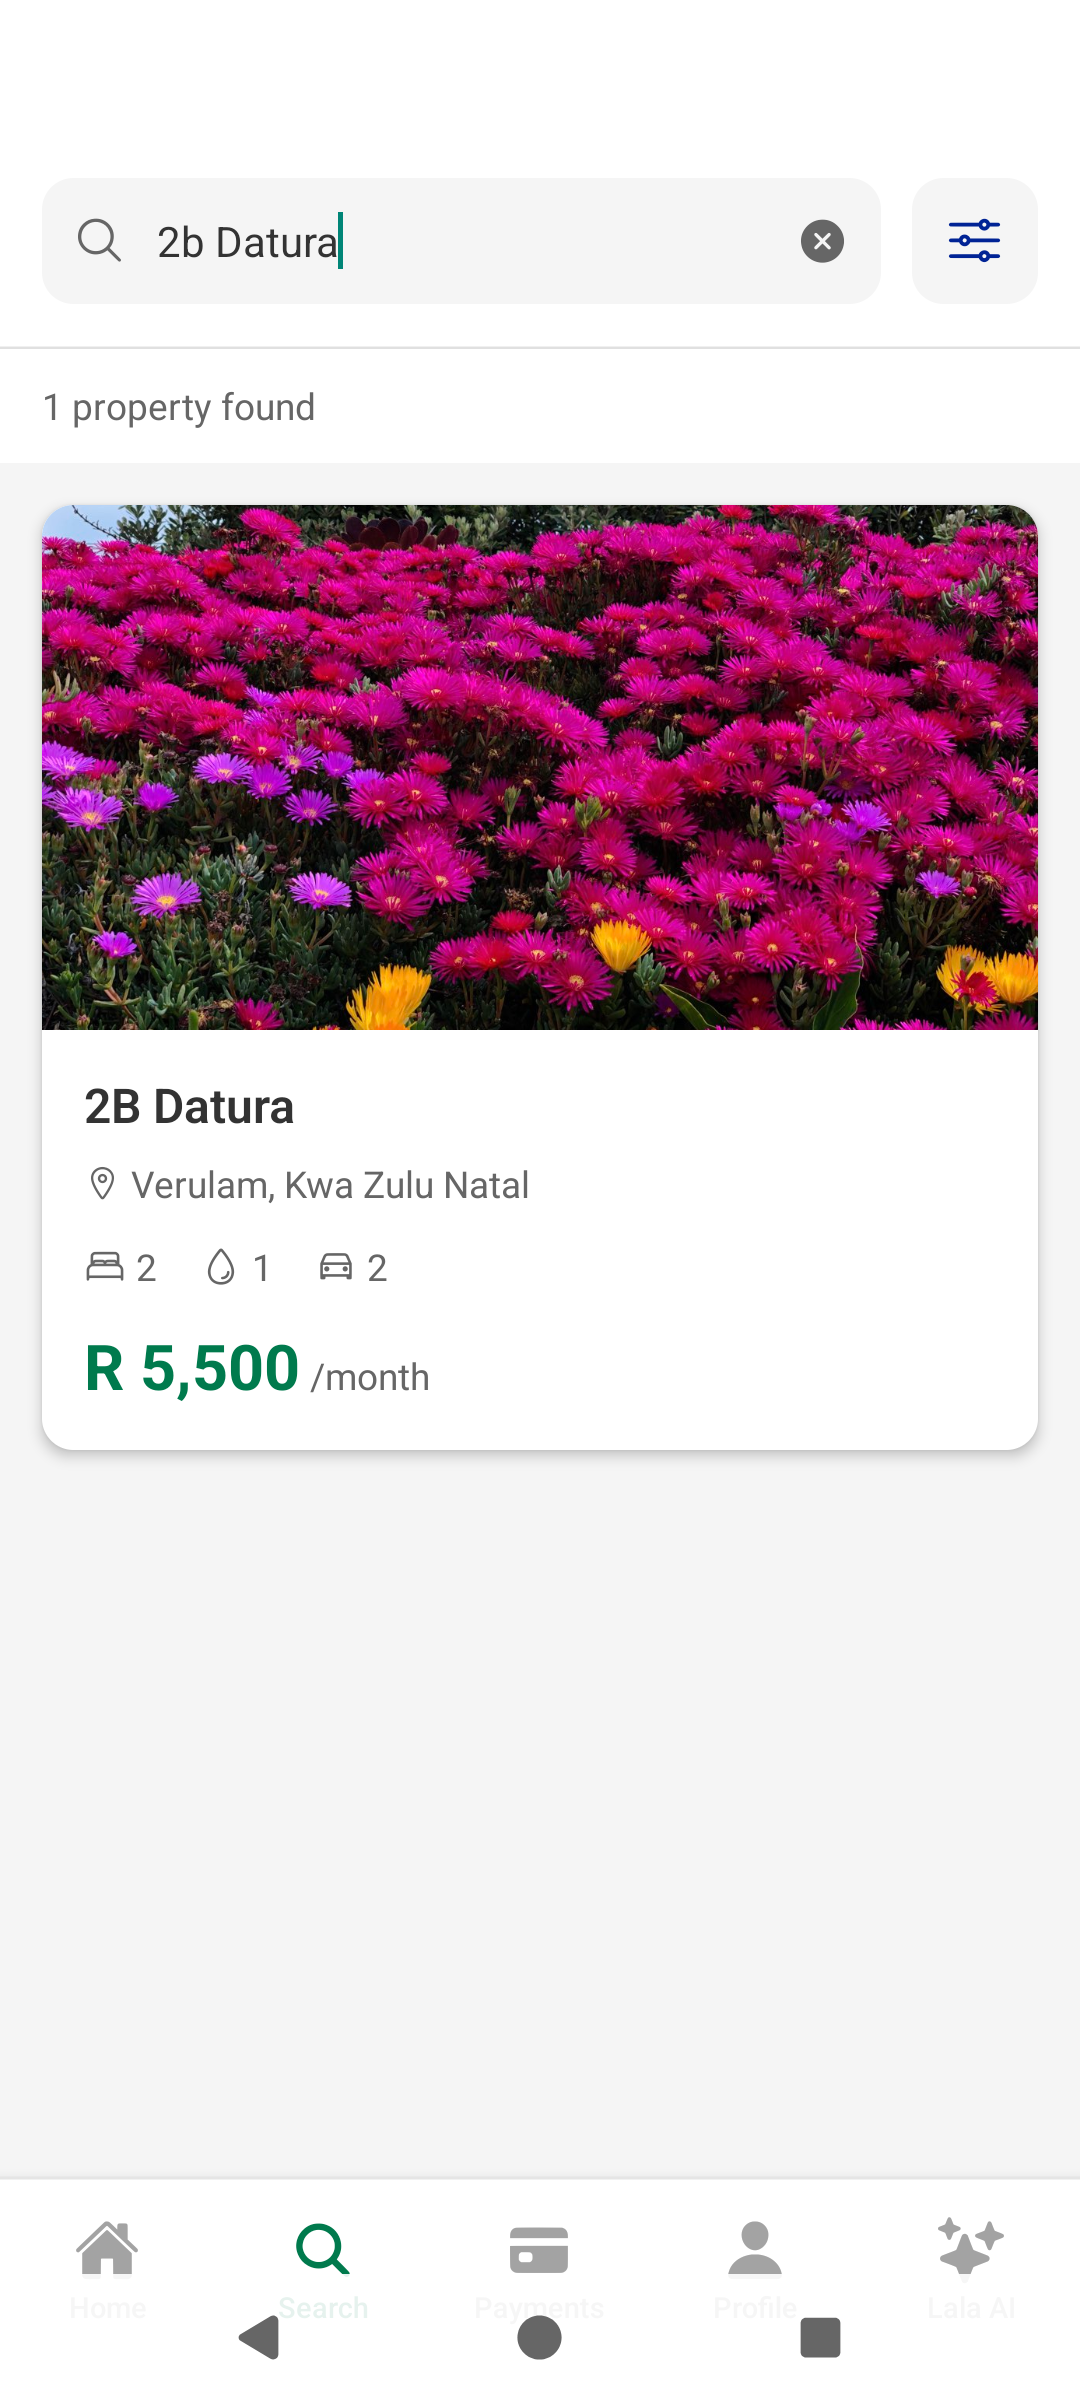 2b Datura
1 property found
2B Datura
Verulam, Kwa Zulu Natal
2 1 2
R 5,500 /month
Home Search Payments Profile Lala AI